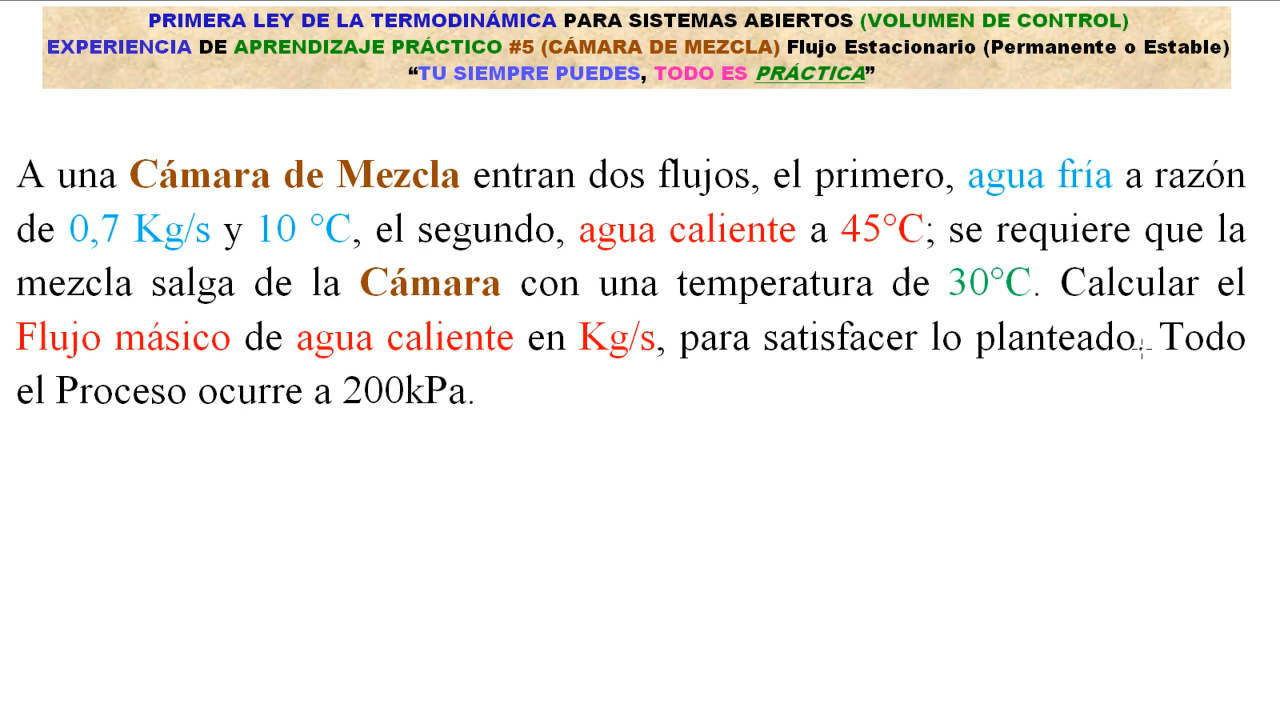 PRIMERA LEY DE LA TERMODINÁMICA PARA SISTEMAS ABIERTOS (VOLUMEN DE CONTROL)
EXPERIENCIA DE APRENDIZAJE PRÁCTICO #5 (CÁMARA DE MEZCLA) Flujo Estacionario (Permanente o Estable)
“TU SIEMPRE PUEDES, TODO ES PRÁCTICA”
A una Cámara de Mezcla entran dos flujos, el primero, agua fría a razón
de 0,7 Kg/s y 10 °C, el segundo, agua caliente a 45°C; se requiere que la
mezcla salga de la Cámara con una temperatura de 30°C. Calcular el
Flujo másico de agua caliente en Kg/s, para satisfacer lo planteado. Todo
el Proceso ocurre a 200kPa.